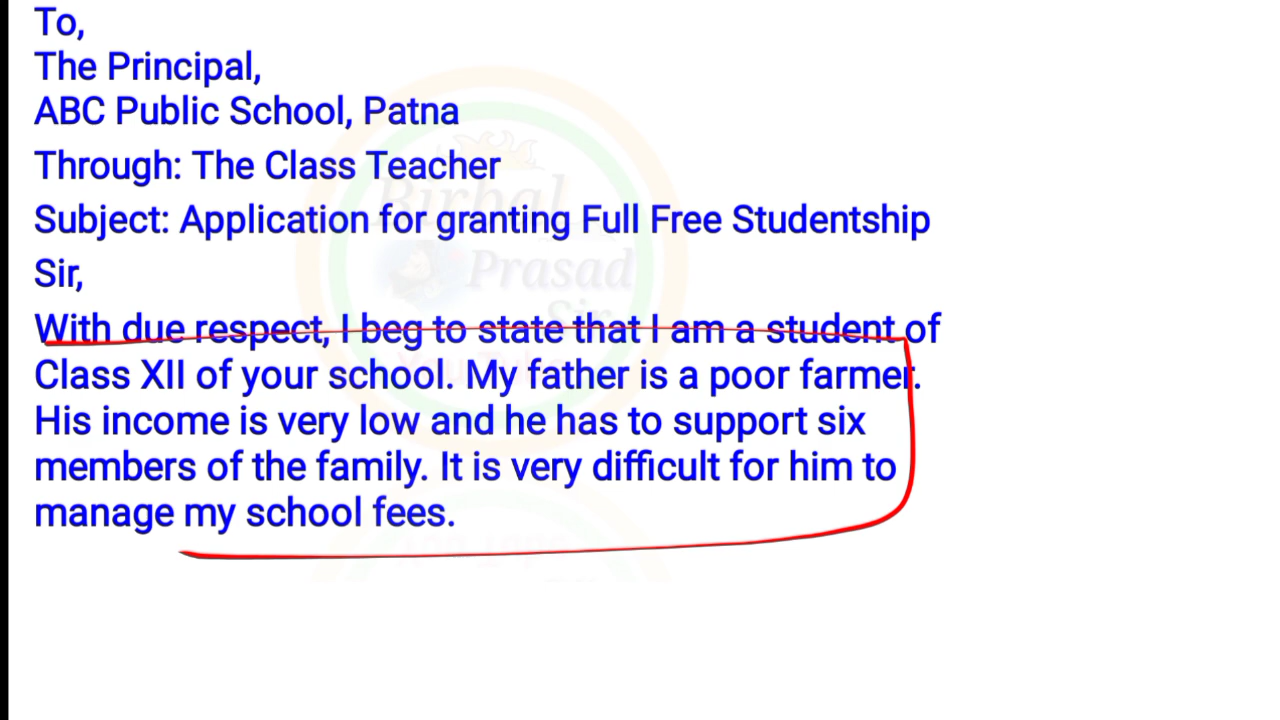 To,
The Principal,
ABC Public School, Patna
Through: The Class Teacher
Subject: Application for granting Full Free Studentship
Birbal
Prasad
Sir
Sir,
With due respect, I beg to state that I am a student of
Class XII of your school. My father is a poor farmer.
His income is very low and he has to support six
members of the family. It is very difficult for him to
manage my school fees.